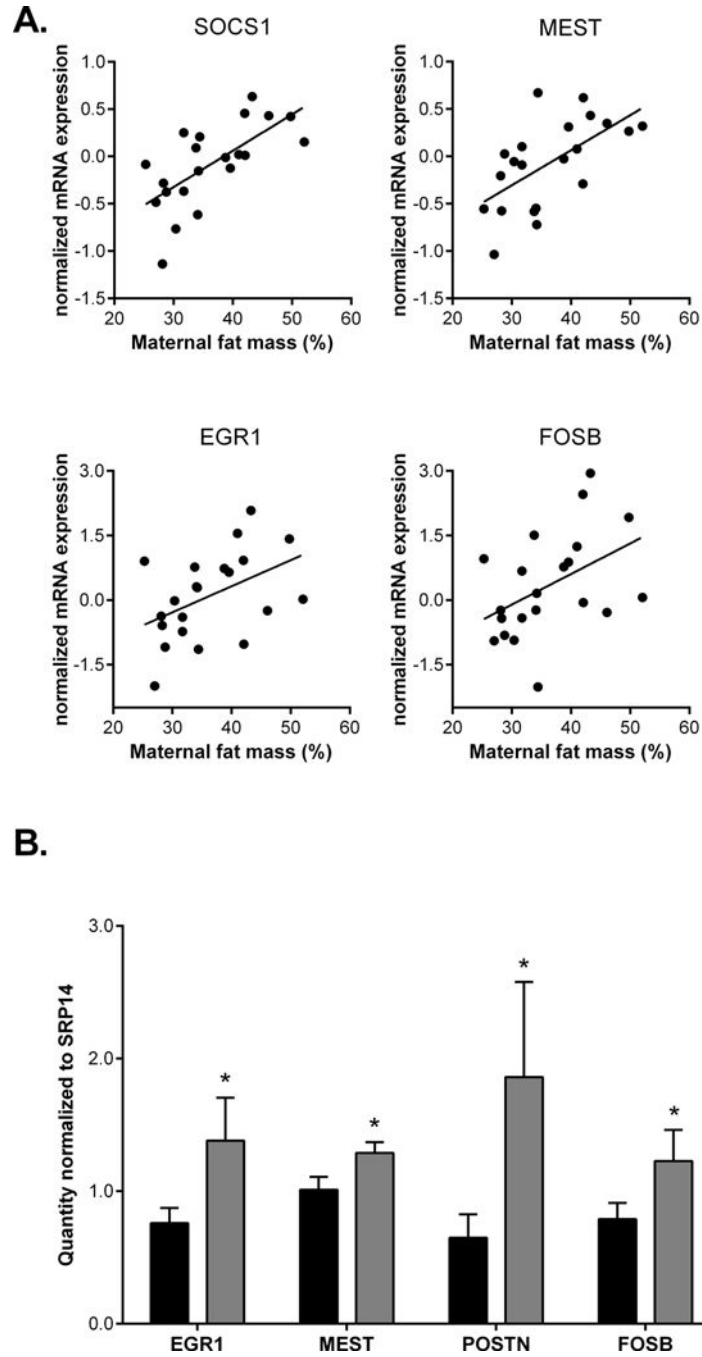 A.
SOCS1
normalized mRNA expression
1.0
0.5
0.0
-0.5
-1.0
-1.5
20 30 40 50 60
Maternal fat mass (%)
MEST
normalized mRNA expression
1.0
0.5
0.0
-0.5
-1.0
-1.5
20 30 40 50 60
Maternal fat mass (%)
EGR1
normalized mRNA expression
3.0
1.5
0.0
-1.5
20 30 40 50 60
Maternal fat mass (%)
FOSB
normalized mRNA expression
3.0
1.5
0.0
-1.5
20 30 40 50 60
Maternal fat mass (%)
B.
Quantity normalized to SRP14
3.0
2.0
1.0
0.0
* * * *
EGR1 MEST POSTN FOSB